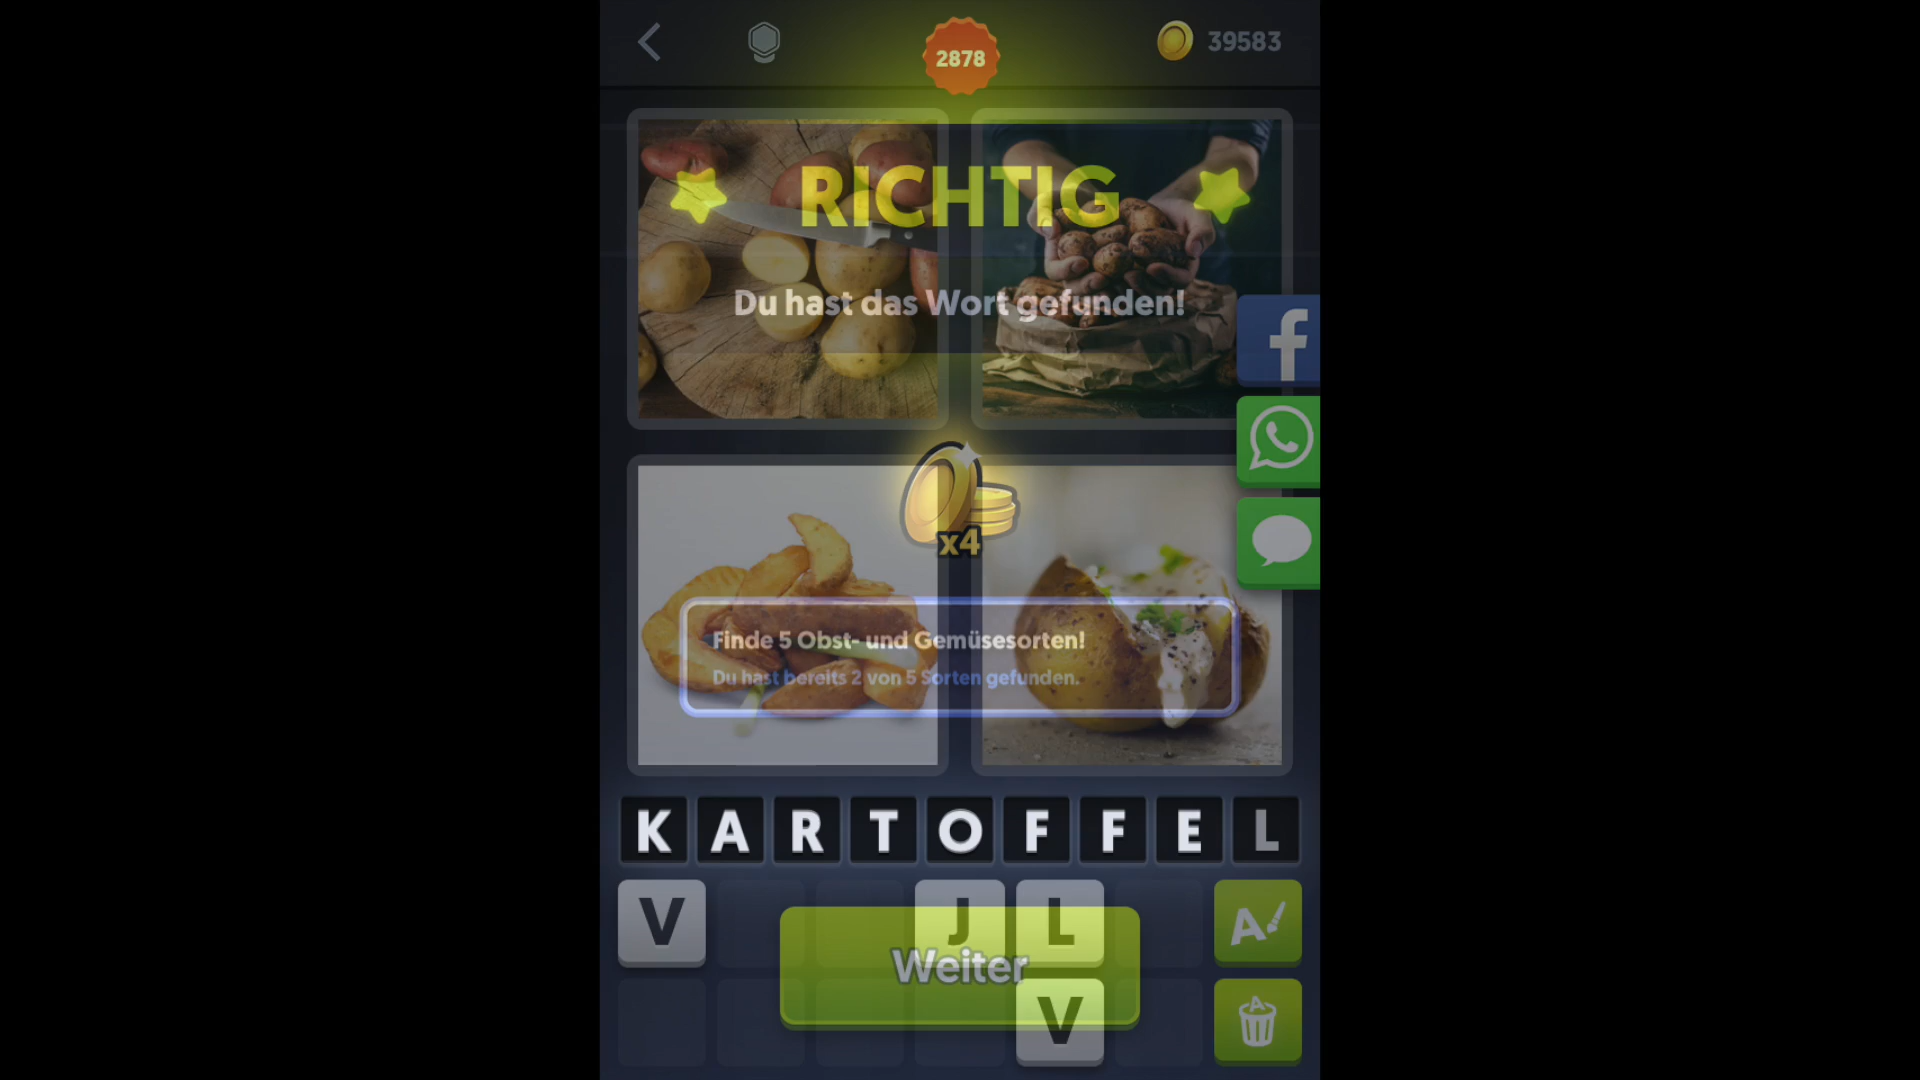 2878
39583
RICHTIG
Du hast das Wort gefunden!
x4
Finde 5 Obst- und Gemüsesorten!
Du hast bereits 2 von 5 Sorten gefunden.
K A R T O F F E L
V J L A
Weiter
V A